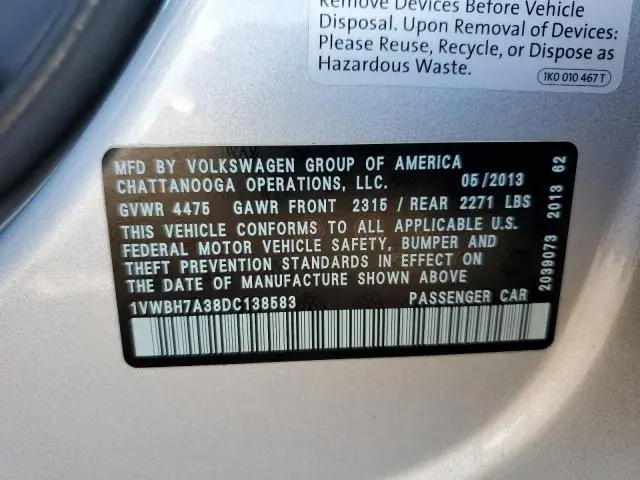 Remove Devices Before Vehicle
Disposal. Upon Removal of Devices:
Please Reuse, Recycle, or Dispose as
Hazardous Waste.
1K0 010 467 T
MFD BY VOLKSWAGEN GROUP OF AMERICA
CHATTANOOGA OPERATIONS, LLC. 05/2013
GVWR 4475 GAWR FRONT 2315 / REAR 2271 LBS
THIS VEHICLE CONFORMS TO ALL APPLICABLE U.S.
FEDERAL MOTOR VEHICLE SAFETY, BUMPER AND
THEFT PREVENTION STANDARDS IN EFFECT ON
THE DATE OF MANUFACTURE SHOWN ABOVE
1VWBH7A38DC138583 PASSENGER CAR
2039073 2013 62